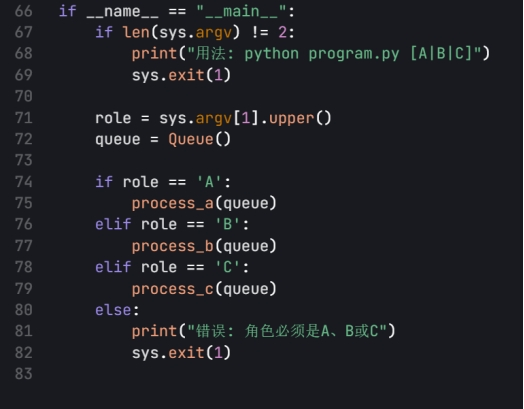 66 if __name__ == "__main__":
67     if len(sys.argv) != 2:
68         print("用法: python program.py [A|B|C]")
69         sys.exit(1)
70
71     role = sys.argv[1].upper()
72     queue = Queue()
73
74     if role == 'A':
75         process_a(queue)
76     elif role == 'B':
77         process_b(queue)
78     elif role == 'C':
79         process_c(queue)
80     else:
81         print("错误: 角色必须是A、B或C")
82         sys.exit(1)
83